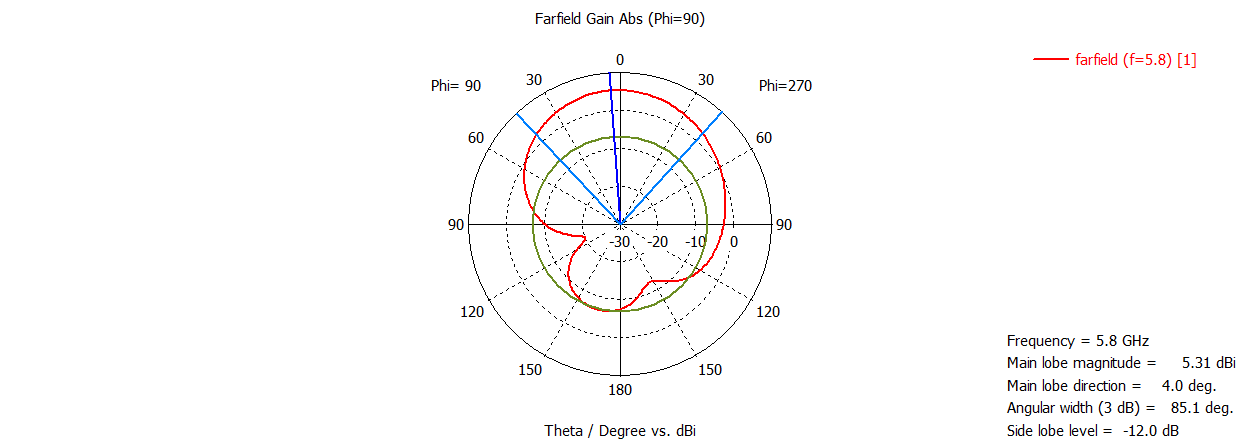 Farfield Gain Abs (Phi=90)
farfield (f=5.8) [1]
0
30
30
Phi= 90
Phi=270
60
60
90
-30
-20
-10
0
90
120
120
150
150
180
Theta / Degree vs. dBi
Frequency = 5.8 GHz
Main lobe magnitude = 5.31 dBi
Main lobe direction = 4.0 deg.
Angular width (3 dB) = 85.1 deg.
Side lobe level = -12.0 dB